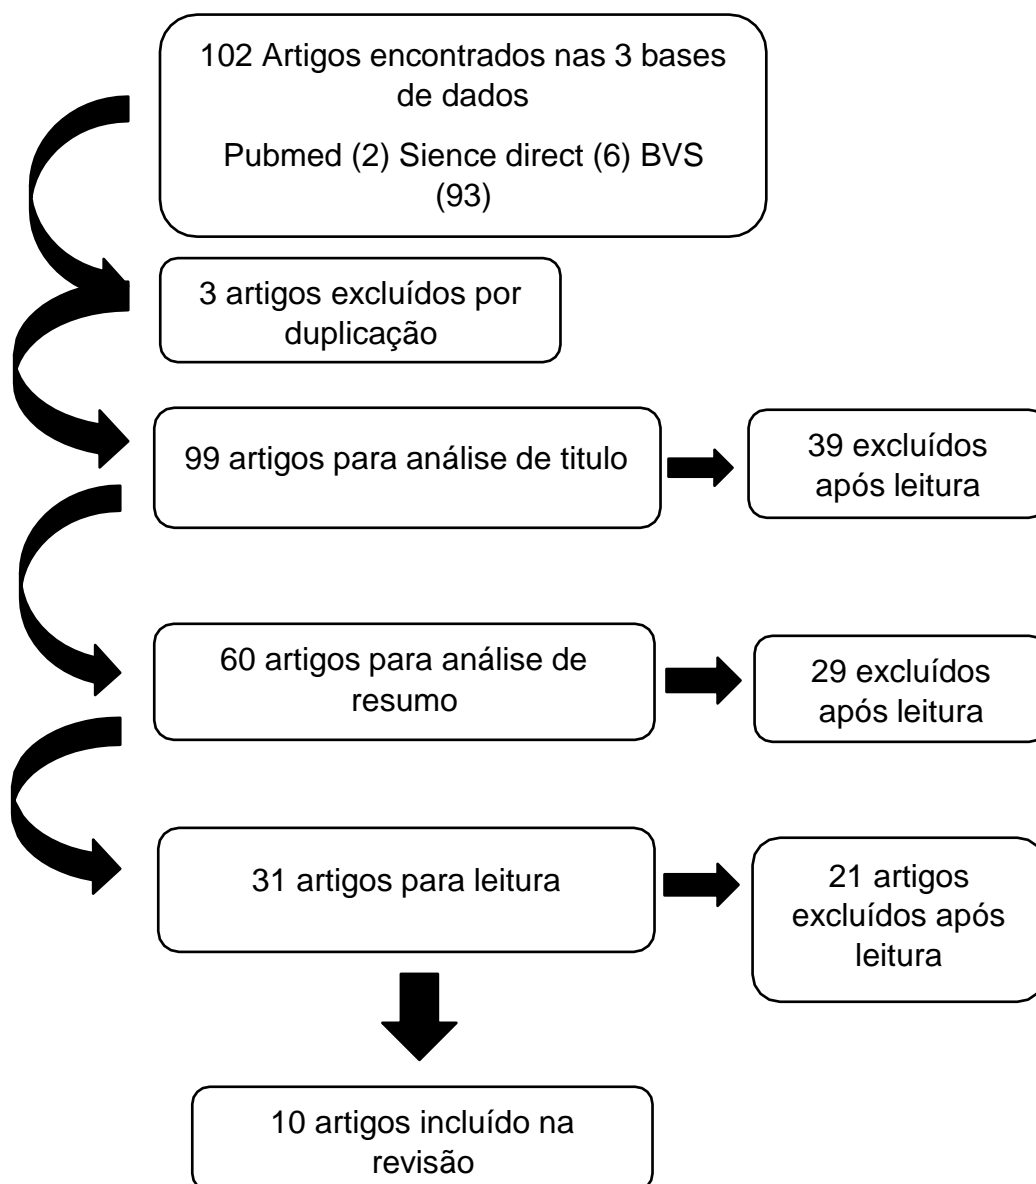 102 Artigos encontrados nas 3 bases
de dados
Pubmed (2) Sience direct (6) BVS
(93)
3 artigos excluídos por
duplicação
99 artigos para análise de titulo
39 excluídos
após leitura
60 artigos para análise de
resumo
29 excluídos
após leitura
31 artigos para leitura
21 artigos
excluídos após
leitura
10 artigos incluído na
revisão